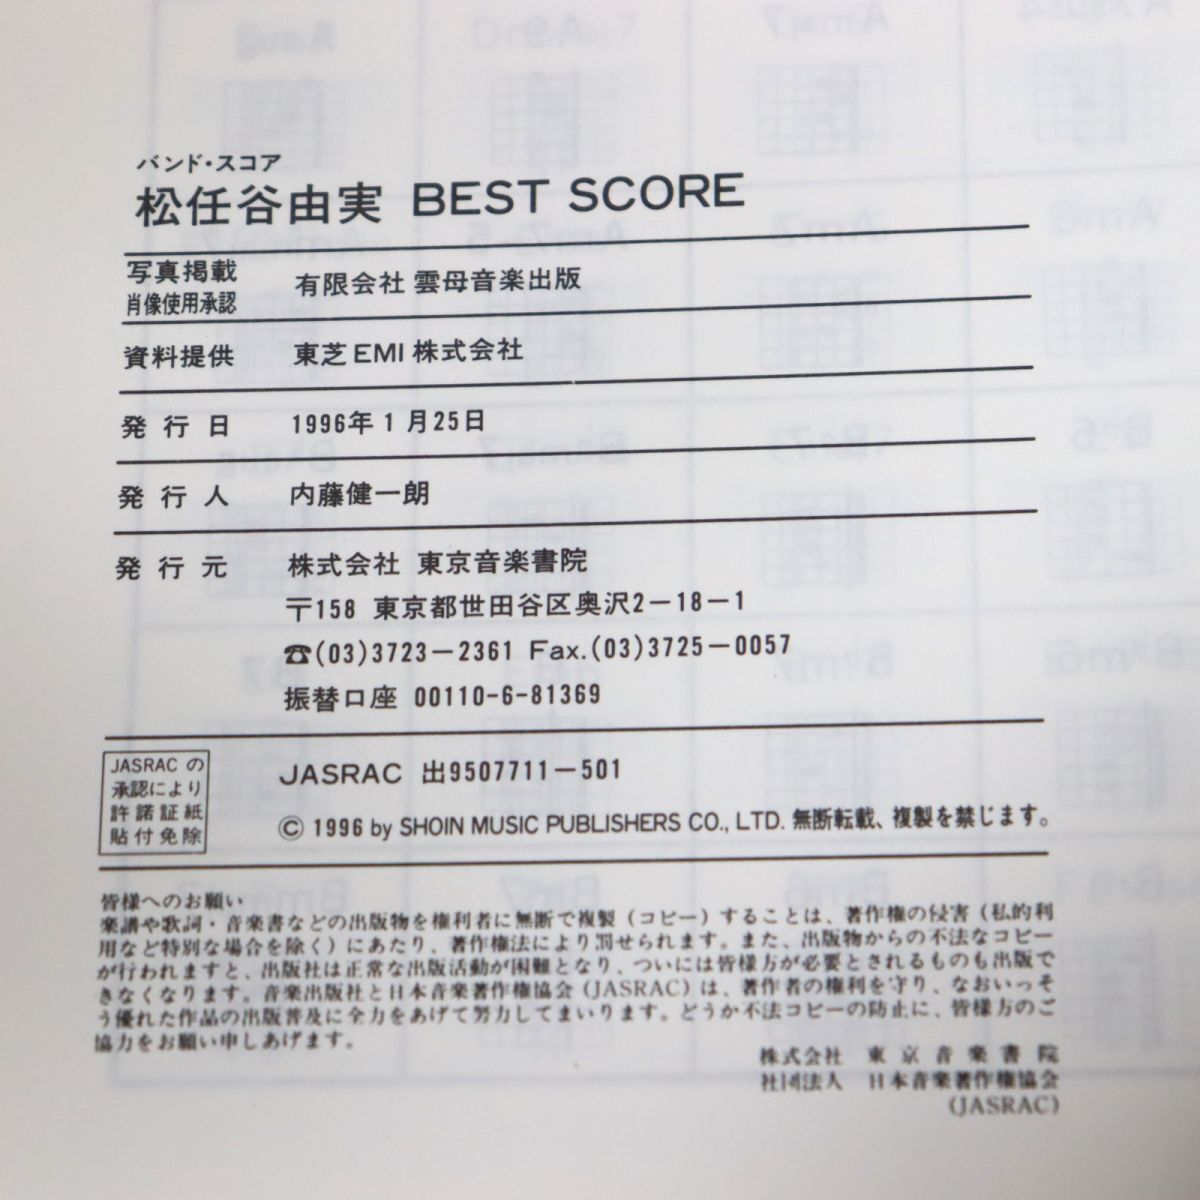 バンド・スコア
松任谷由実 BEST SCORE
写真掲載
肖像使用承認
有限会社 雲母音楽出版
資料提供 東芝EMI株式会社
発行日 1996年1月25日
発行人 内藤健一朗
発行元 株式会社 東京音楽書院
〒158 東京都世田谷区奥沢2－18－1
☎(03)3723－2361 Fax.(03)3725－0057
振替口座 00110-6-81369
JASRACの
承認により
許諾証紙
貼付免除
JASRAC 出9507711－501
© 1996 by SHOIN MUSIC PUBLISHERS CO., LTD. 無断転載、複製を禁じます。
皆様へのお願い
楽譜や歌詞・音楽書などの出版物を権利者に無断で複製（コピー）することは、著作権の侵害（私的利
用など特別な場合を除く）にあたり、著作権法により罰せられます。また、出版物からの不法なコピー
が行われますと、出版社は正常な出版活動が困難となり、ついには皆様方が必要とされるものも出版で
きなくなります。音楽出版社と日本音楽著作権協会（JASRAC）は、著作者の権利を守り、なおいっそ
う優れた作品の出版普及に全力をあげて努力してまいります。どうか不法コピーの防止に、皆様方のご
協力をお願い申しあげます。
株式会社 東京音楽書院
社団法人 日本音楽著作権協会
(JASRAC)